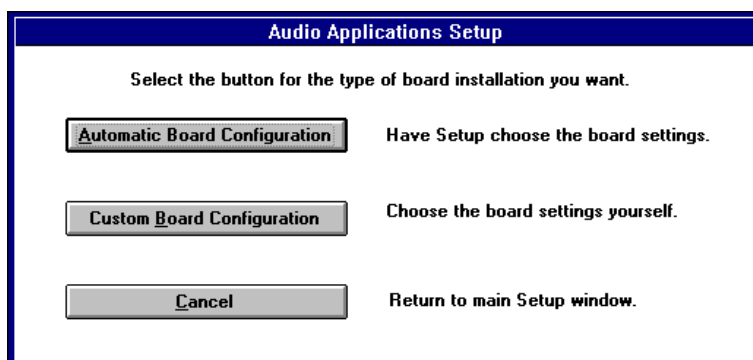 Audio Applications Setup
Select the button for the type of board installation you want.
Automatic Board Configuration Have Setup choose the board settings.
Custom Board Configuration Choose the board settings yourself.
Cancel Return to main Setup window.